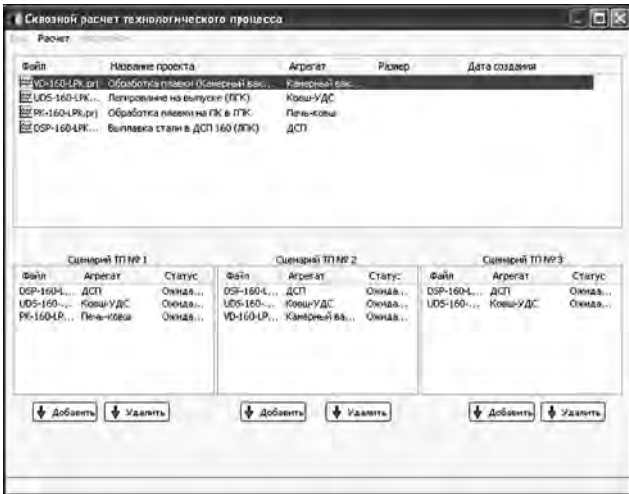 Сквозной расчет технологического процесса
Расчет
Файл Название проекта Агрегат Размер Дата создания
VD-160-LPK.prj Обработка плавки (Камерный вак... Камерный вак...
UDS-160-LPK... Легирование на выпуске (ЛПК) Ковш-УДС
PK-160-LPK.prj Обработка плавки на ПК в ЛПК Печь-ковш
DSP-160-LPK... Выплавка стали в ДСП 160 (ЛПК) ДСП
Сценарий ТП № 1 Сценарий ТП № 2 Сценарий ТП № 3
Файл Агрегат Статус Файл Агрегат Статус Файл Агрегат Статус
DSP-160-L... ДСП Ожида... DSP-160-L... ДСП Ожида... DSP-160-L... ДСП Ожида...
UDS-160-... Ковш-УДС Ожида... UDS-160-... Ковш-УДС Ожида... UDS-160-... Ковш-УДС Ожида...
PK-160-LP... Печь-ковш Ожида... VD-160-LP... Камерный ва... Ожида...
Добавить Удалить Добавить Удалить Добавить Удалить